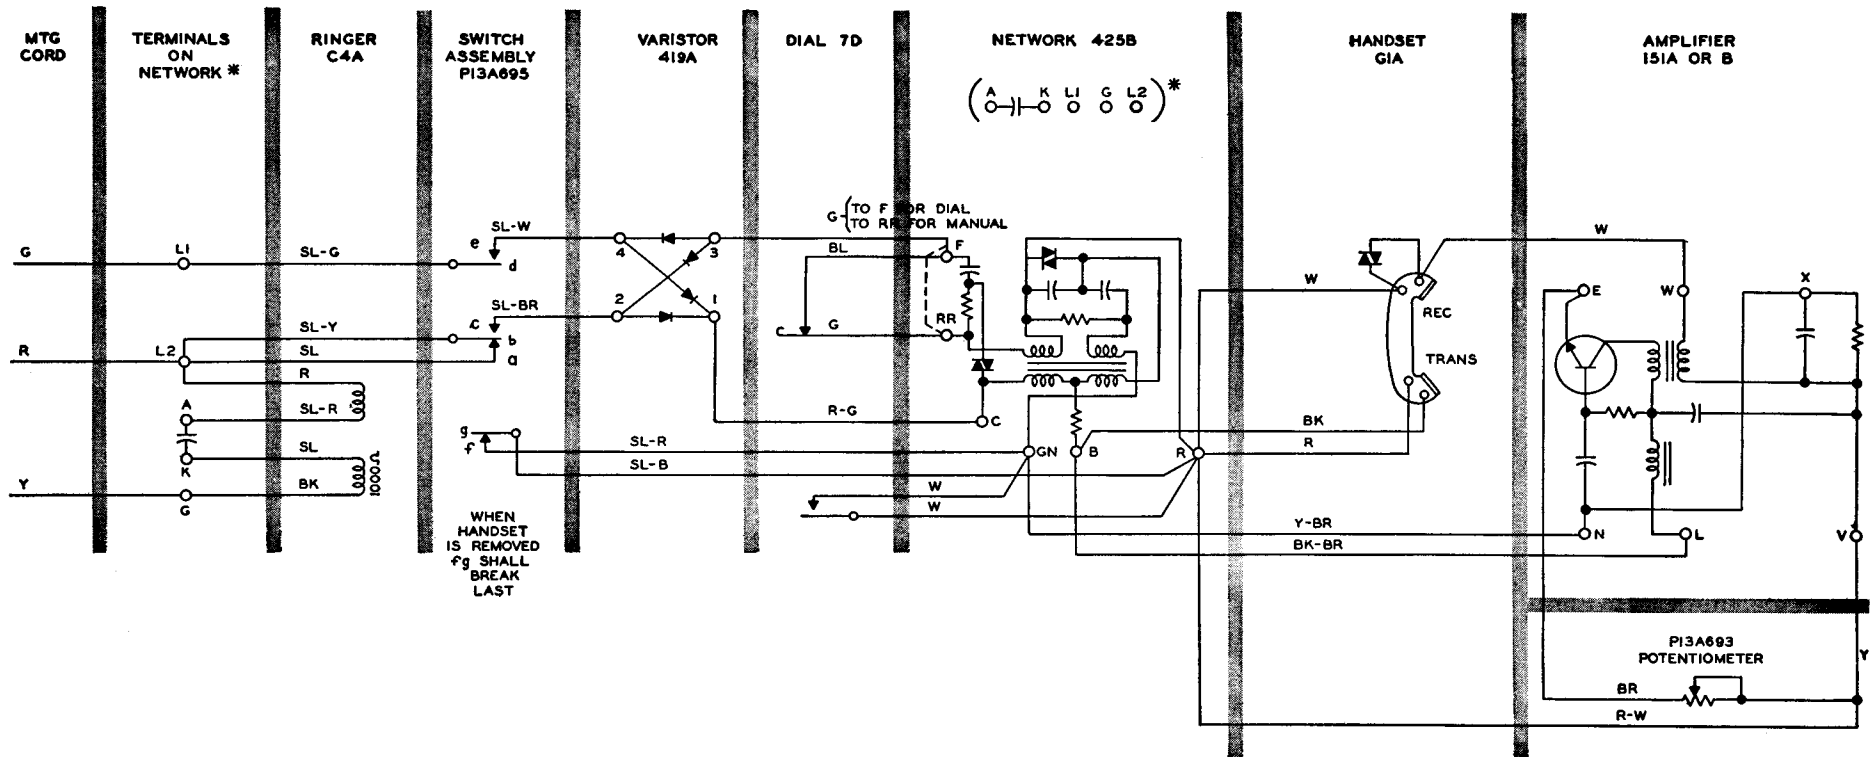 MTG
CORD
TERMINALS
ON
NETWORK *
RINGER
C4A
SWITCH
ASSEMBLY
P13A695
VARISTOR
419A
DIAL 7D
NETWORK 425B
HANDSET
G1A
AMPLIFIER
151A OR B
(A K L1 G L2)*
G { TO F FOR DIAL
TO RR FOR MANUAL
SL-W
e
4
3
BL
F
W
G
L1
SL-G
d
W
E
W
X
SL-BR
2
1
REC
SL-Y
c
b
G
RR
R
L2
SL
a
TRANS
R
A
SL-R
R-G
C
BK
g
f
SL-R
GN
B
R
R
K
SL
SL-B
1000Ω
Y
BK
G
W
W
WHEN
HANDSET
IS REMOVED
fg SHALL
BREAK
LAST
Y-BR
N
L
V
BK-BR
P13A693
POTENTIOMETER
Y
BR
R-W